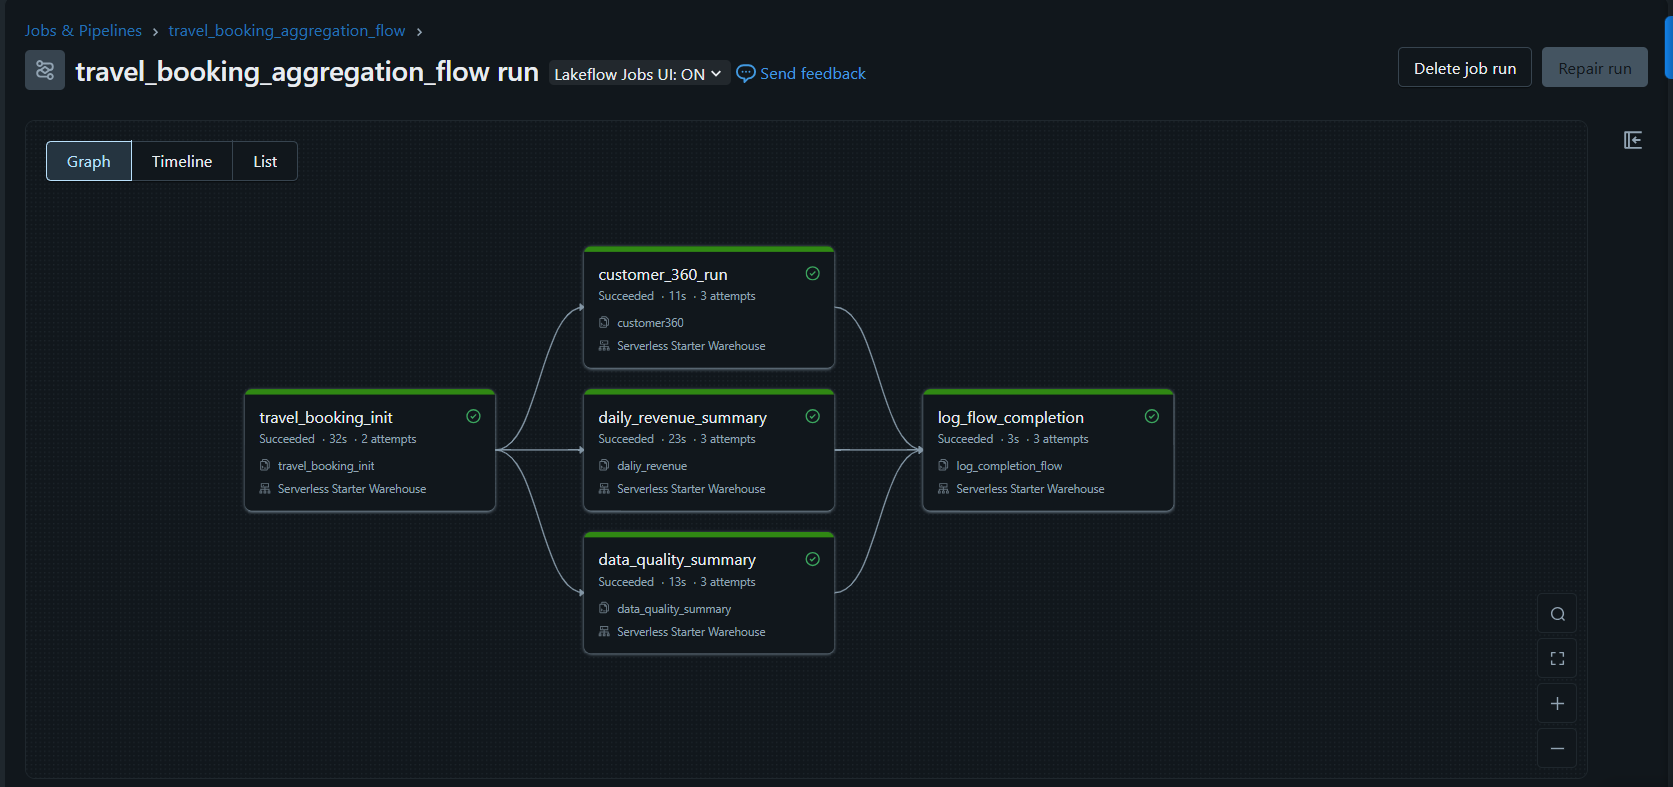 Jobs & Pipelines › travel_booking_aggregation_flow ›
travel_booking_aggregation_flow run
Lakeflow Jobs UI: ON
Send feedback
Delete job run
Repair run
Graph
Timeline
List
customer_360_run
Succeeded · 11s · 3 attempts
customer360
Serverless Starter Warehouse
travel_booking_init
Succeeded · 32s · 2 attempts
travel_booking_init
Serverless Starter Warehouse
daily_revenue_summary
Succeeded · 23s · 3 attempts
daliy_revenue
Serverless Starter Warehouse
log_flow_completion
Succeeded · 3s · 3 attempts
log_completion_flow
Serverless Starter Warehouse
data_quality_summary
Succeeded · 13s · 3 attempts
data_quality_summary
Serverless Starter Warehouse